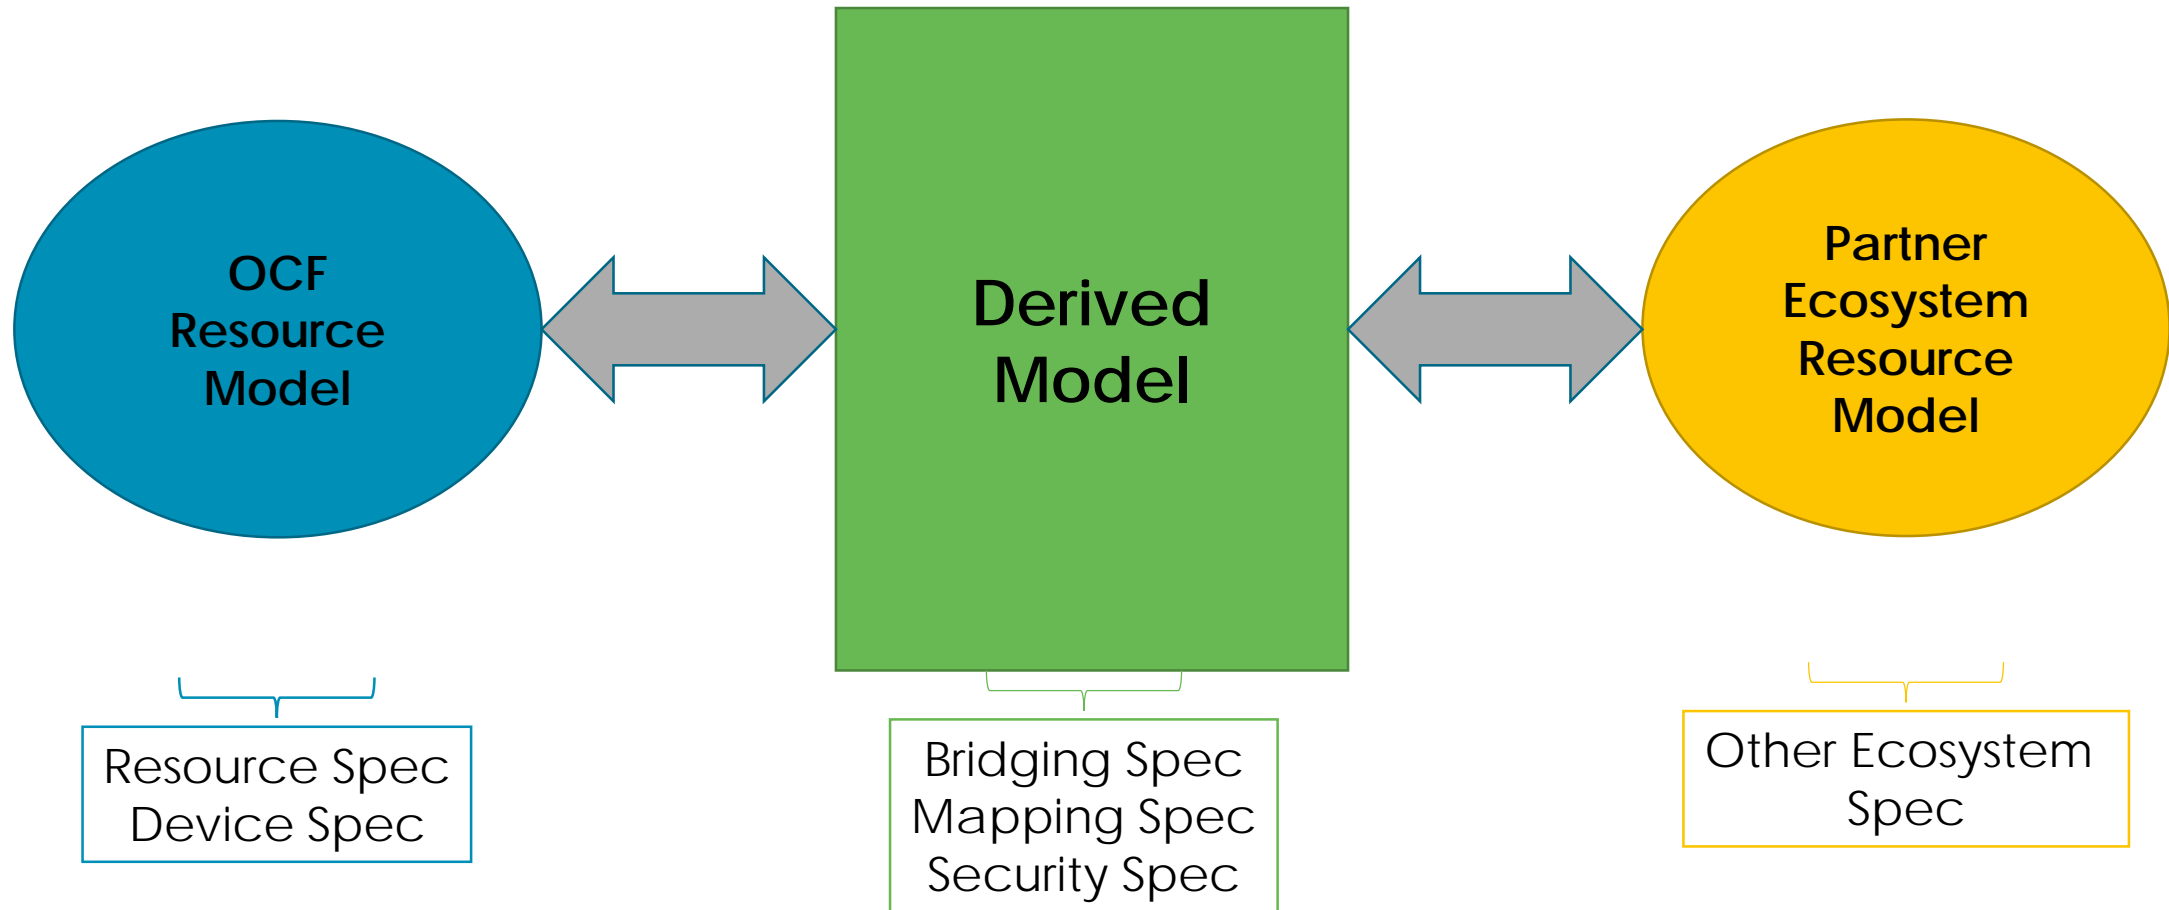 OCF
Resource
Model
Derived
Model
Partner
Ecosystem
Resource
Model
Resource Spec
Device Spec
Bridging Spec
Mapping Spec
Security Spec
Other Ecosystem
Spec